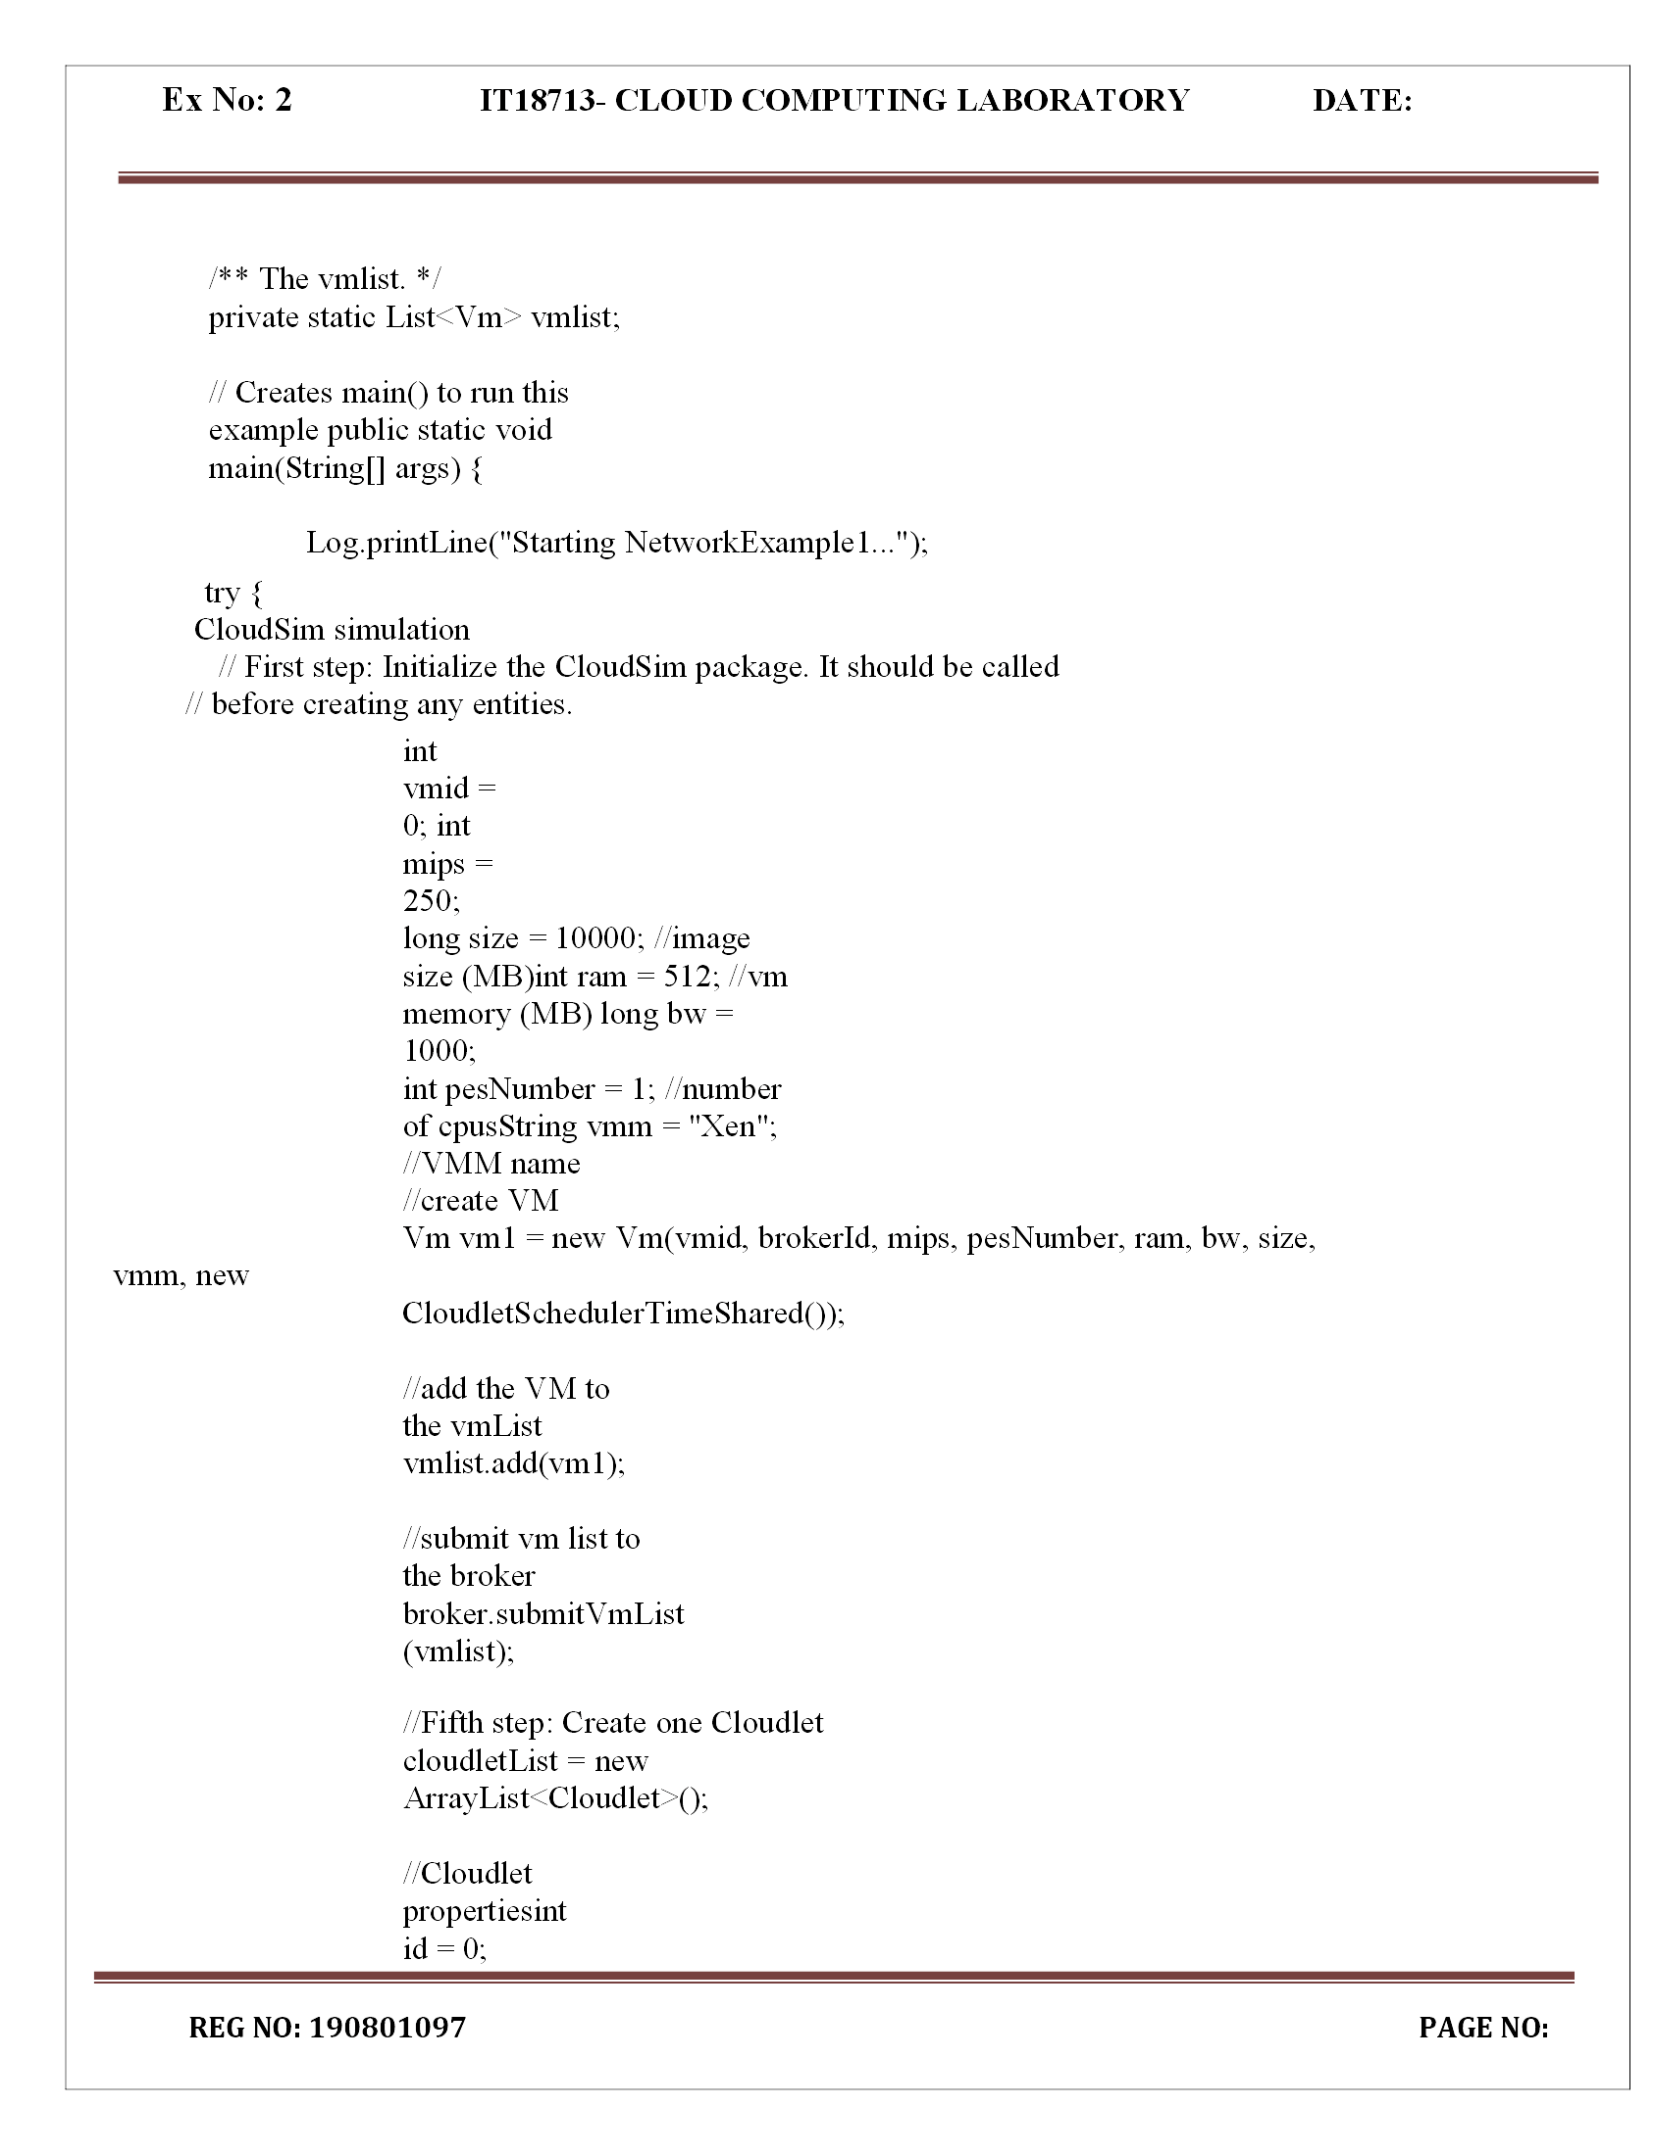 Ex No: 2 IT18713- CLOUD COMPUTING LABORATORY DATE:
/** The vmlist. */
private static List<Vm> vmlist;
// Creates main() to run this
example public static void
main(String[] args) {
Log.printLine("Starting NetworkExample1...");
try {
CloudSim simulation
// First step: Initialize the CloudSim package. It should be called
// before creating any entities.
int
vmid =
0; int
mips =
250;
long size = 10000; //image
size (MB)int ram = 512; //vm
memory (MB) long bw =
1000;
int pesNumber = 1; //number
of cpusString vmm = "Xen";
//VMM name
//create VM
Vm vm1 = new Vm(vmid, brokerId, mips, pesNumber, ram, bw, size,
vmm, new
CloudletSchedulerTimeShared());
//add the VM to
the vmList
vmlist.add(vm1);
//submit vm list to
the broker
broker.submitVmList
(vmlist);
//Fifth step: Create one Cloudlet
cloudletList = new
ArrayList<Cloudlet>();
//Cloudlet
propertiesint
id = 0;
REG NO: 190801097 PAGE NO: